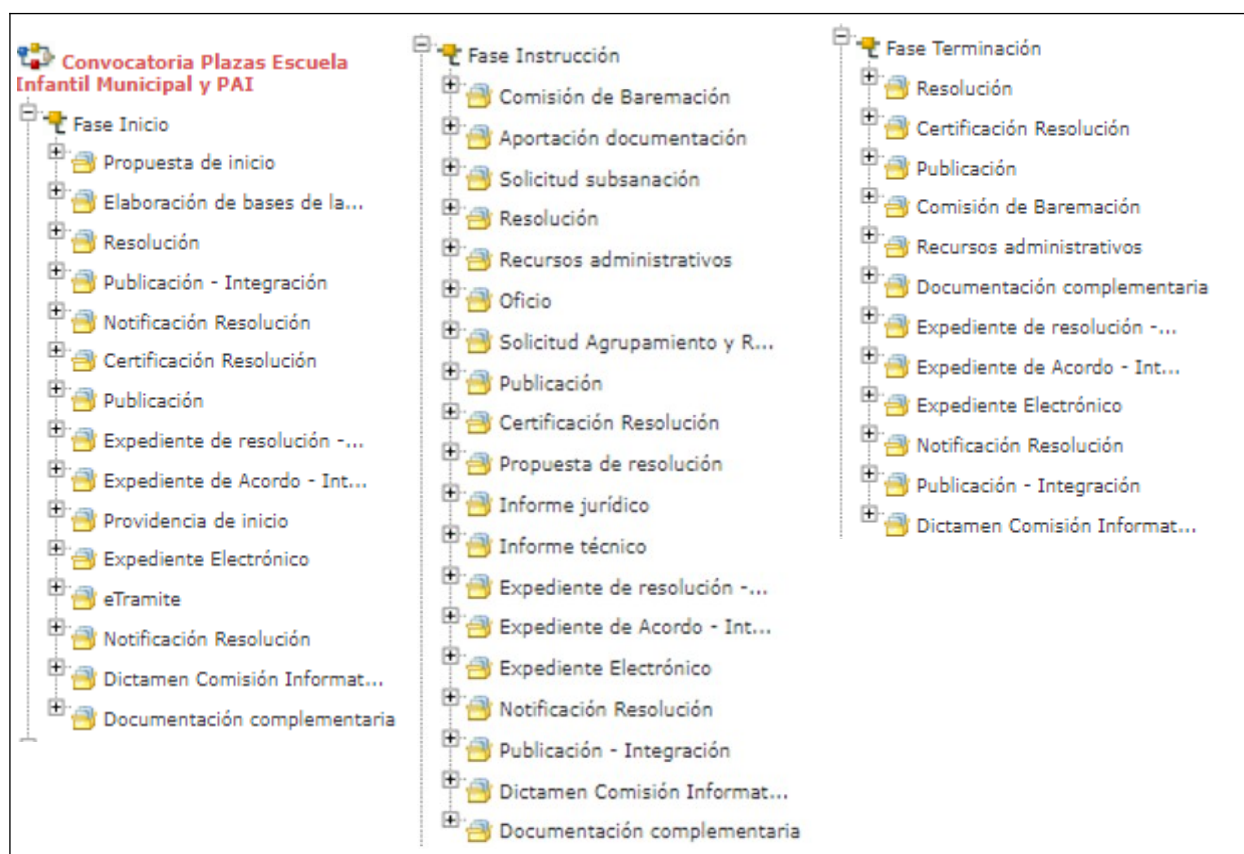 Convocatoria Plazas Escuela
Infantil Municipal y PAI
Fase Inicio
Propuesta de inicio
Elaboración de bases de la...
Resolución
Publicación - Integración
Notificación Resolución
Certificación Resolución
Publicación
Expediente de resolución -...
Expediente de Acordo - Int...
Providencia de inicio
Expediente Electrónico
eTramite
Notificación Resolución
Dictamen Comisión Informat...
Documentación complementaria
Fase Instrucción
Comisión de Baremación
Aportación documentación
Solicitud subsanación
Resolución
Recursos administrativos
Oficio
Solicitud Agrupamiento y R...
Publicación
Certificación Resolución
Propuesta de resolución
Informe jurídico
Informe técnico
Expediente de resolución -...
Expediente de Acordo - Int...
Expediente Electrónico
Notificación Resolución
Publicación - Integración
Dictamen Comisión Informat...
Documentación complementaria
Fase Terminación
Resolución
Certificación Resolución
Publicación
Comisión de Baremación
Recursos administrativos
Documentación complementaria
Expediente de resolución -...
Expediente de Acordo - Int...
Expediente Electrónico
Notificación Resolución
Publicación - Integración
Dictamen Comisión Informat...